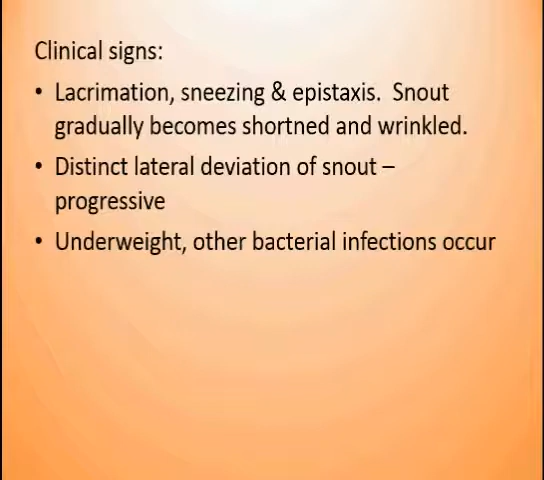 Clinical signs:
• Lacrimation, sneezing & epistaxis. Snout
gradually becomes shortned and wrinkled.
• Distinct lateral deviation of snout –
progressive
• Underweight, other bacterial infections occur